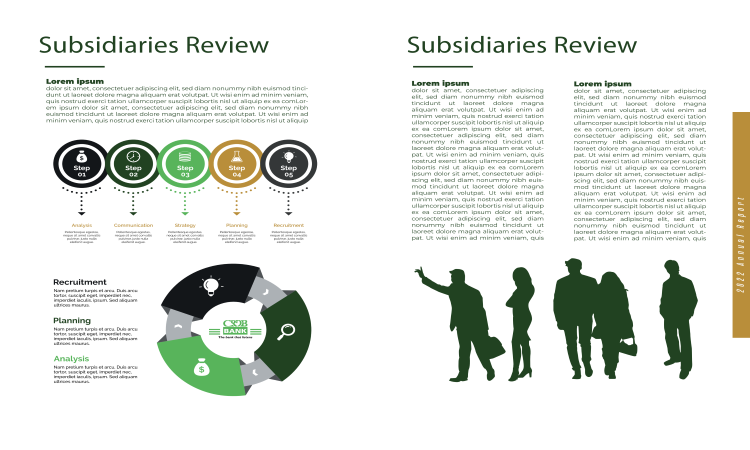 Subsidiaries Review
Lorem ipsum
dolor sit amet, consectetuer adipiscing elit, sed diam nonummy nibh euismod tinci-
dunt ut laoreet dolore magna aliquam erat volutpat. Ut wisi enim ad minim veniam,
quis nostrud exerci tation ullamcorper suscipit lobortis nisl ut aliquip ex ea comLor-
em ipsum dolor sit amet, consectetuer adipiscing elit, sed diam nonummy nibh
euismod tincidunt ut laoreet dolore magna aliquam erat volutpat. Ut wisi enim ad
minim veniam, quis nostrud exerci tation ullamcorper suscipit lobortis nisl ut aliquip
Step
01
Step
02
Step
03
Step
04
Step
05
Analysis
Communication
Strategy
Planning
Recruitment
Recruitment
Nam pretium turpis et arcu. Duis arcu
tortor, suscipit eget, imperdiet nec,
imperdiet iaculis, ipsum. Sed aliquam
ultrices mauris.
Planning
Nam pretium turpis et arcu. Duis arcu
tortor, suscipit eget, imperdiet nec,
imperdiet iaculis, ipsum. Sed aliquam
ultrices mauris.
Analysis
Nam pretium turpis et arcu. Duis arcu
tortor, suscipit eget, imperdiet nec,
imperdiet iaculis, ipsum. Sed aliquam
ultrices mauris.
BANK
The bank that listens
$
Subsidiaries Review
Lorem ipsum
dolor sit amet, consectetuer adipiscing
elit, sed diam nonummy nibh euismod
tincidunt ut laoreet dolore magna
aliquam erat volutpat. Ut wisi enim ad
minim veniam, quis nostrud exerci tation
ullamcorper suscipit lobortis nisl ut aliquip
ex ea comLorem ipsum dolor sit amet,
consectetuer adipiscing elit, sed diam
nonummy nibh euismod tincidunt ut
laoreet dolore magna aliquam erat volut-
pat. Ut wisi enim ad minim veniam, quis
nostrud exerci tation ullamcorper suscipit
lobortis nisl ut aliquip ex ea comLorem
ipsum dolor sit amet, consectetuer adipi-
scing elit, sed diam nonummy nibh euis-
mod tincidunt ut laoreet dolore magna
aliquam erat volutpat. Ut wisi enim ad
minim veniam, quis nostrud exerci tation
ullamcorper suscipit lobortis nisl ut aliquip
ex ea comLorem ipsum dolor sit amet,
consectetuer adipiscing elit, sed diam
nonummy nibh euismod tincidunt ut
laoreet dolore magna aliquam erat volut-
pat. Ut wisi enim ad minim veniam, quis
Lorem ipsum
dolor sit amet, consectetuer adipiscing
elit, sed diam nonummy nibh euismod
tincidunt ut laoreet dolore magna
aliquam erat volutpat. Ut wisi enim ad
minim veniam, quis nostrud exerci tation
ullamcorper suscipit lobortis nisl ut aliquip
ex ea comLorem ipsum dolor sit amet,
consectetuer adipiscing elit, sed diam
nonummy nibh euismod tincidunt ut
laoreet dolore magna aliquam erat volut-
pat. Ut wisi enim ad minim veniam, quis
nostrud exerci tation ullamcorper suscipit
lobortis nisl ut aliquip ex ea comLorem
ipsum dolor sit amet, consectetuer adipi-
scing elit, sed diam nonummy nibh euis-
mod tincidunt ut laoreet dolore magna
aliquam erat volutpat. Ut wisi enim ad
minim veniam, quis nostrud exerci tation
ullamcorper suscipit lobortis nisl ut aliquip
ex ea comLorem ipsum dolor sit amet,
consectetuer adipiscing elit, sed diam
nonummy nibh euismod tincidunt ut
laoreet dolore magna aliquam erat volut-
pat. Ut wisi enim ad minim veniam, quis
2022 Annual Report